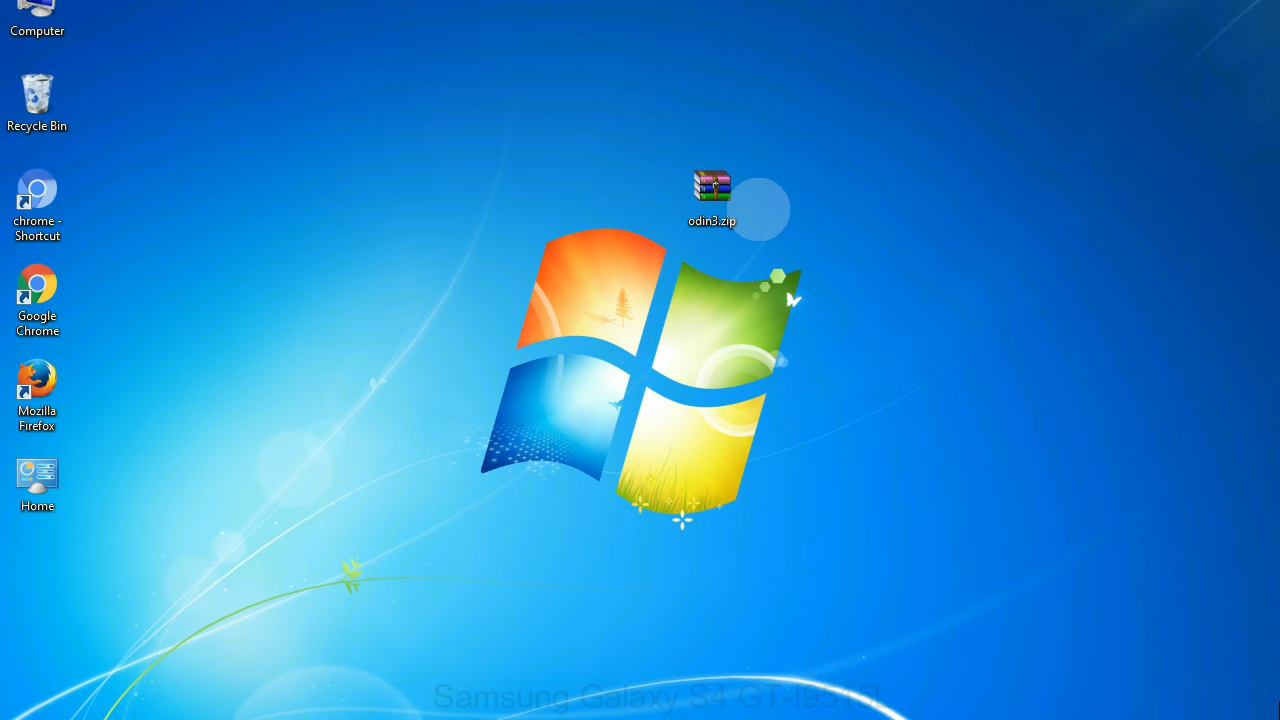 Computer
Recycle Bin
chrome -
Shortcut
Google
Chrome
Mozilla
Firefox
Home
odin3.zip
Samsung Galaxy S4 GT-I9515L